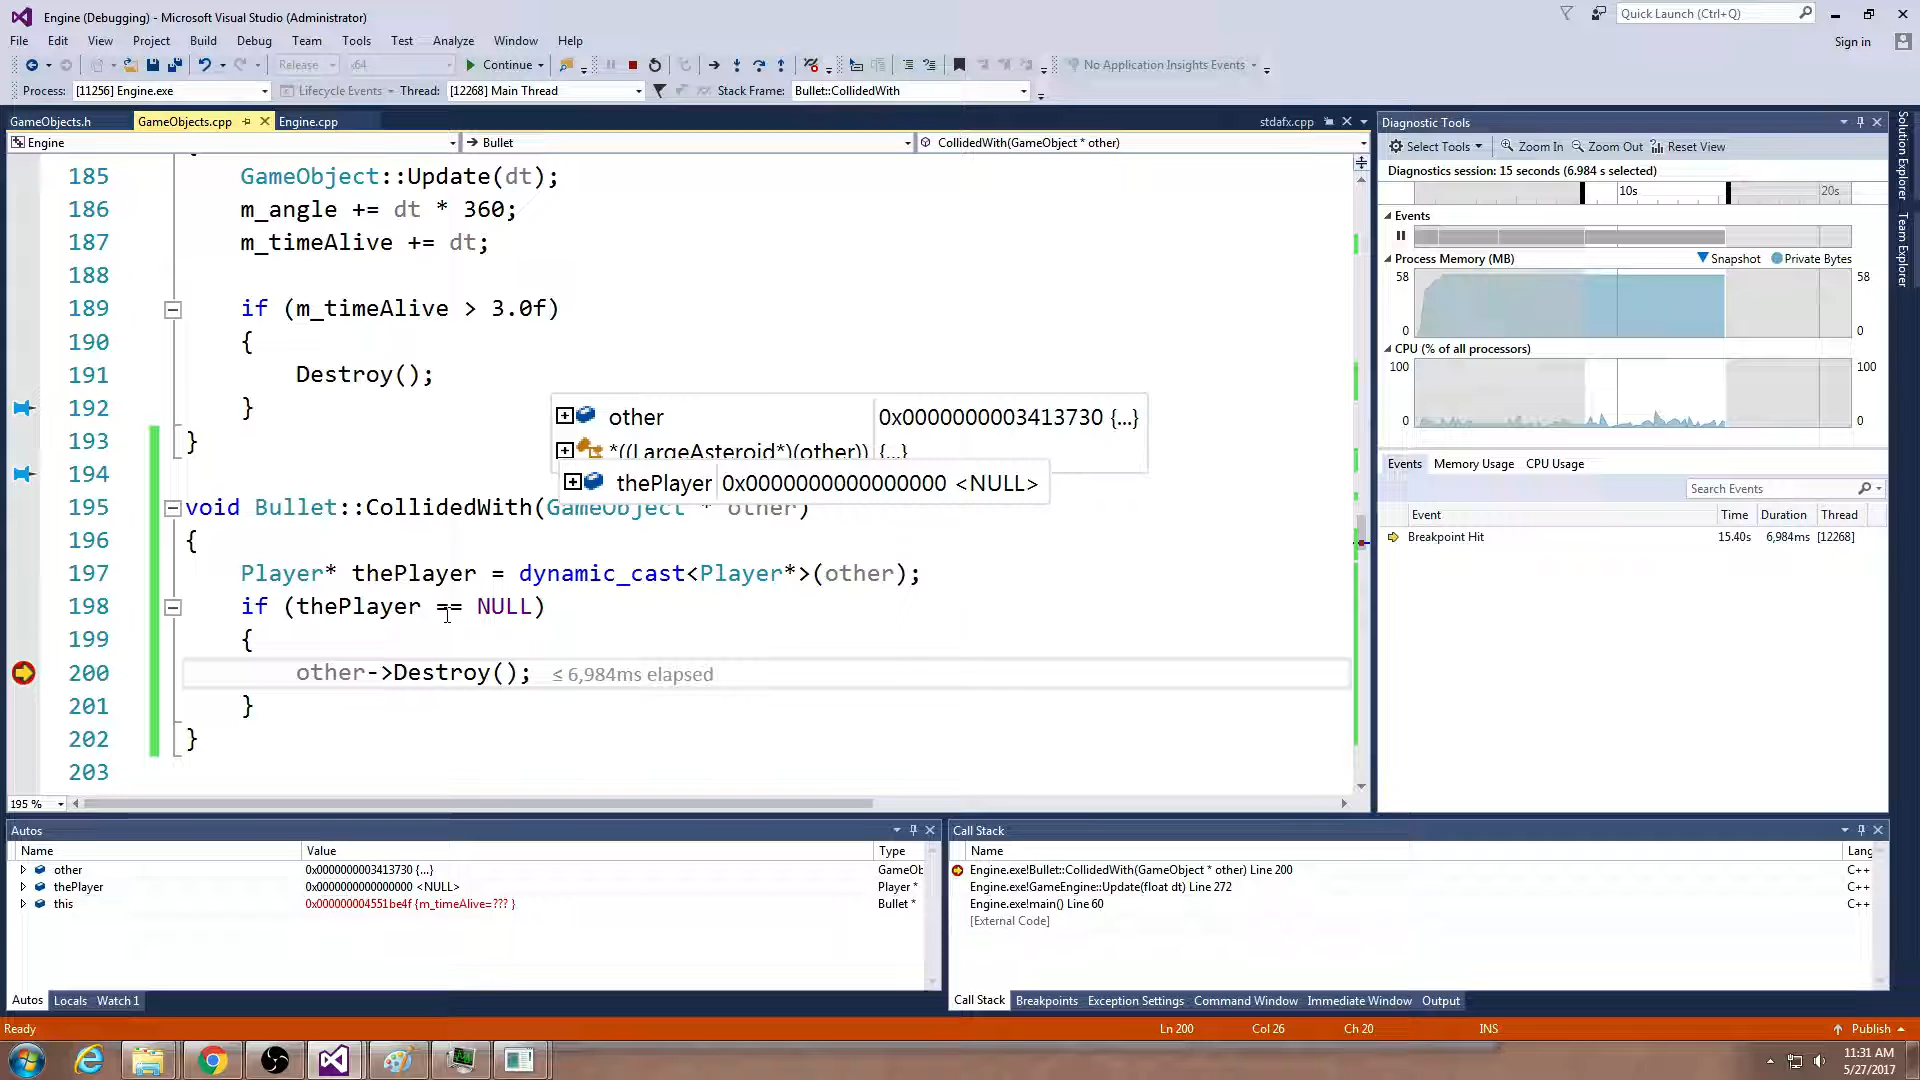 Engine (Debugging) - Microsoft Visual Studio (Administrator)
Quick Launch (Ctrl+Q)
File Edit View Project Build Debug Team Tools Test Analyze Window Help
Sign in
Release x64 Continue No Application Insights Events
Process: [11256] Engine.exe Lifecycle Events Thread: [12268] Main Thread Stack Frame: Bullet::CollidedWith
GameObjects.h GameObjects.cpp Engine.cpp stdafx.cpp
Engine Bullet CollidedWith(GameObject * other)
185 GameObject::Update(dt);
186 m_angle += dt * 360;
187 m_timeAlive += dt;
188
189 if (m_timeAlive > 3.0f)
190 {
191 Destroy();
192 }
193 }
194
195 void Bullet::CollidedWith(GameObject * other)
196 {
197 Player* thePlayer = dynamic_cast<Player*>(other);
198 if (thePlayer == NULL)
199 {
200 other->Destroy(); ≤ 6,984ms elapsed
201 }
202 }
203
other 0x0000000003413730 {...}
*((LargeAsteroid*)(other)) {...}
thePlayer 0x0000000000000000 <NULL>
195 %
Diagnostic Tools
Select Tools Zoom In Zoom Out Reset View
Diagnostics session: 15 seconds (6.984 s selected)
10s 20s
Events
Process Memory (MB) Snapshot Private Bytes
58 58
0 0
CPU (% of all processors)
100 100
0 0
Events Memory Usage CPU Usage
Search Events
Event Time Duration Thread
Breakpoint Hit 15.40s 6,984ms [12268]
Solution Explorer
Team Explorer
Autos
Name Value Type
other 0x0000000003413730 {...} GameOb
thePlayer 0x0000000000000000 <NULL> Player *
this 0x000000004551be4f {m_timeAlive=??? } Bullet *
Autos Locals Watch 1
Call Stack
Name Lang
Engine.exe!Bullet::CollidedWith(GameObject * other) Line 200 C++
Engine.exe!GameEngine::Update(float dt) Line 272 C++
Engine.exe!main() Line 60 C++
[External Code]
Call Stack Breakpoints Exception Settings Command Window Immediate Window Output
Ready Ln 200 Col 26 Ch 20 INS Publish
11:31 AM
5/27/2017